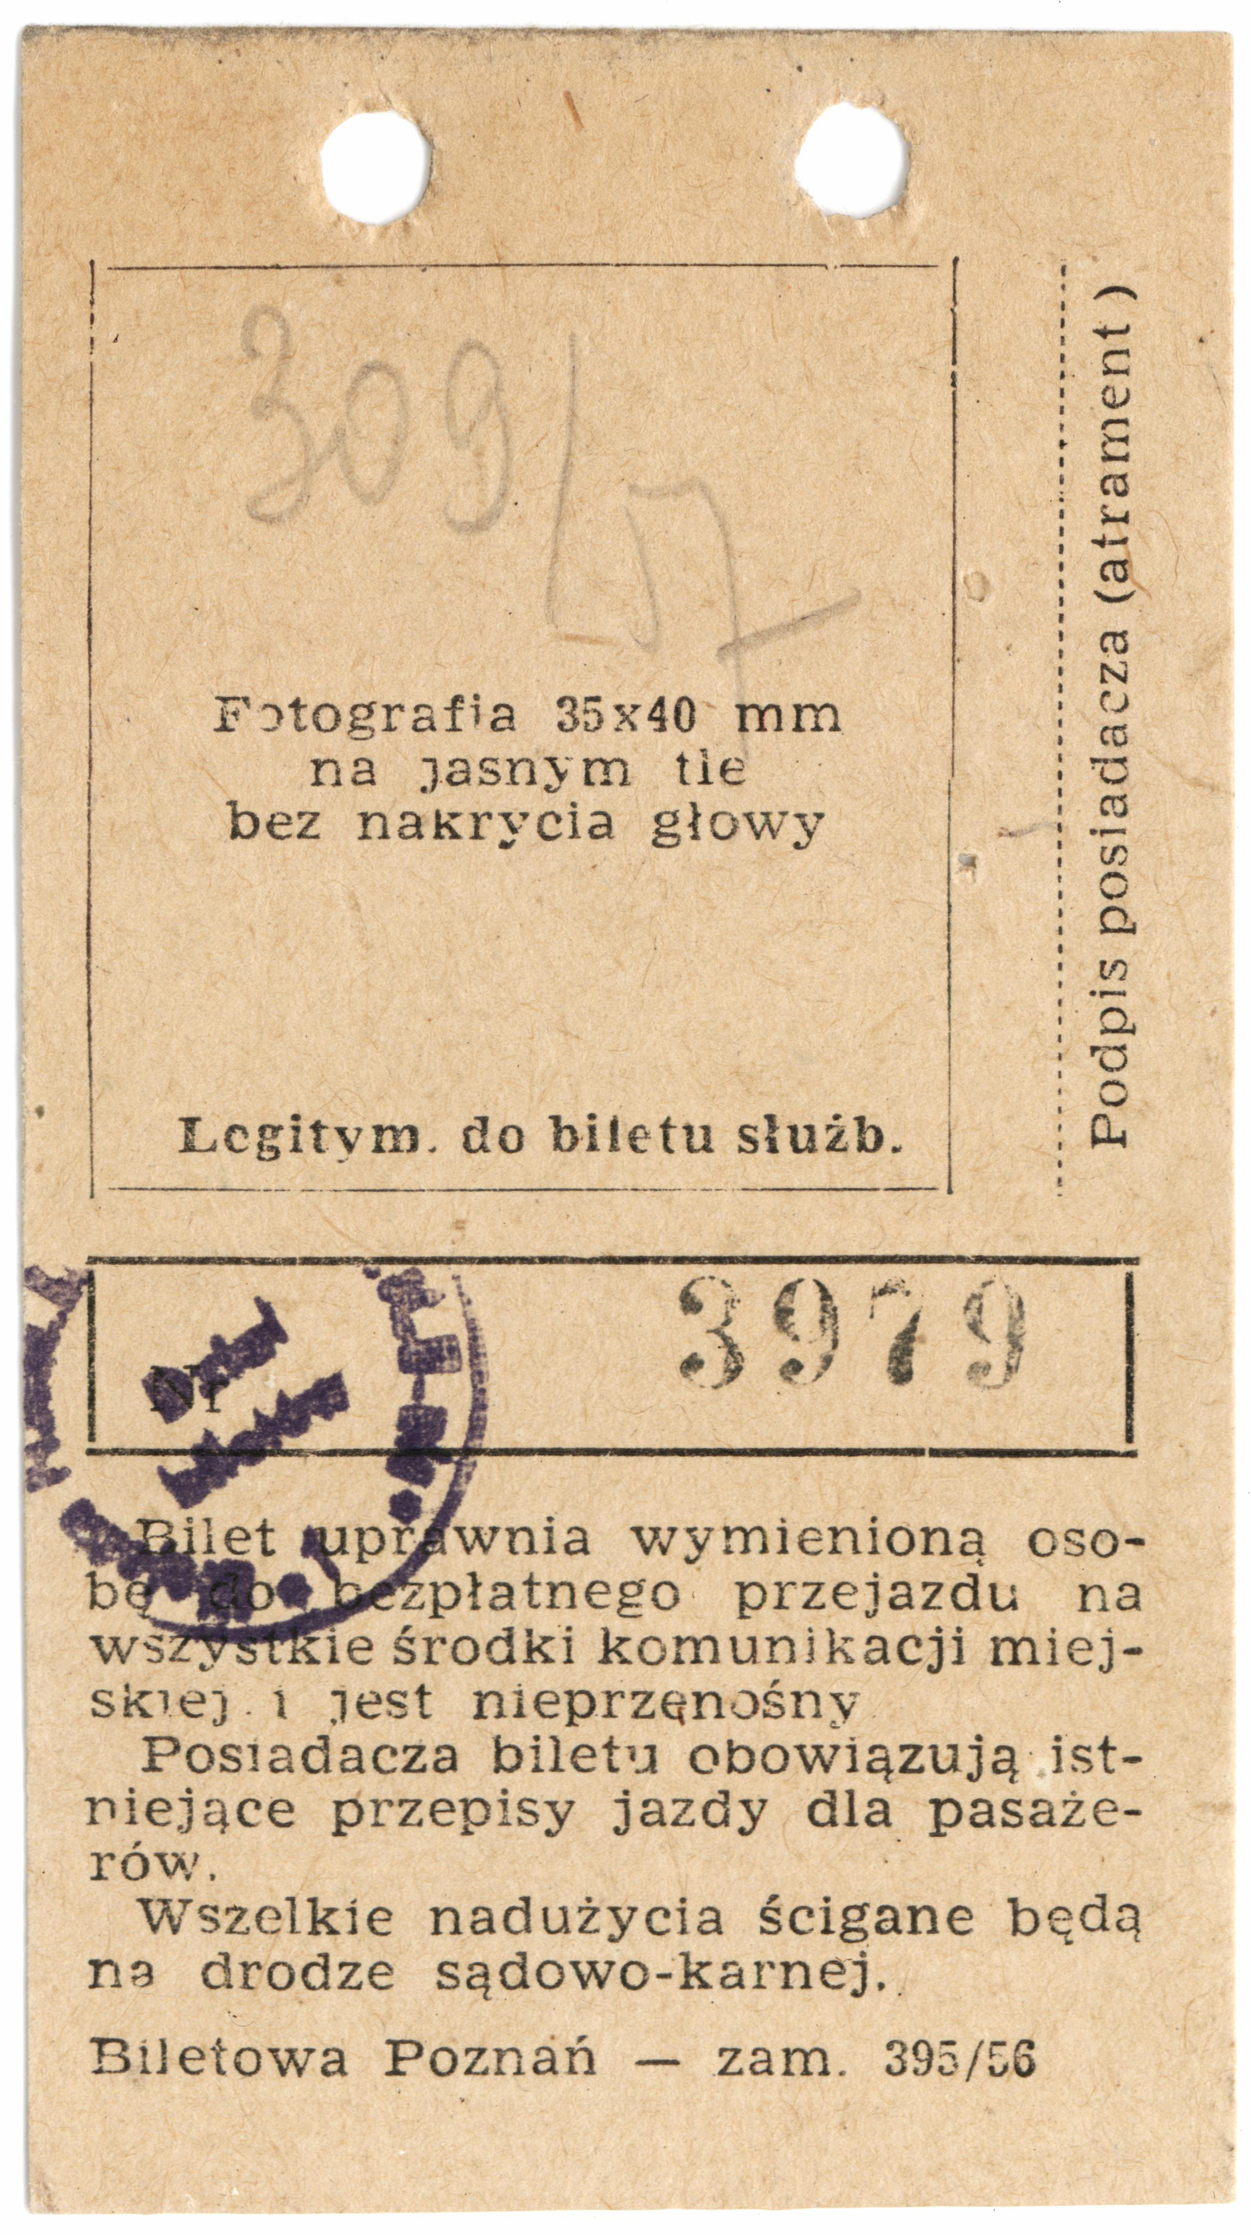 309/57
Fotografia 35x40 mm
na jasnym tle
bez nakrycia głowy
Legitym. do biletu służb.
Podpis posiadacza (atrament)
Nr 3979
Bilet uprawnia wymienioną oso-
bę do bezpłatnego przejazdu na
wszystkie środki komunikacji miej-
skiej i jest nieprzenośny
Posiadacza biletu obowiązują ist-
niejące przepisy jazdy dla pasaże-
rów.
Wszelkie nadużycia ścigane będą
na drodze sądowo-karnej.
Biletowa Poznań — zam. 395/56